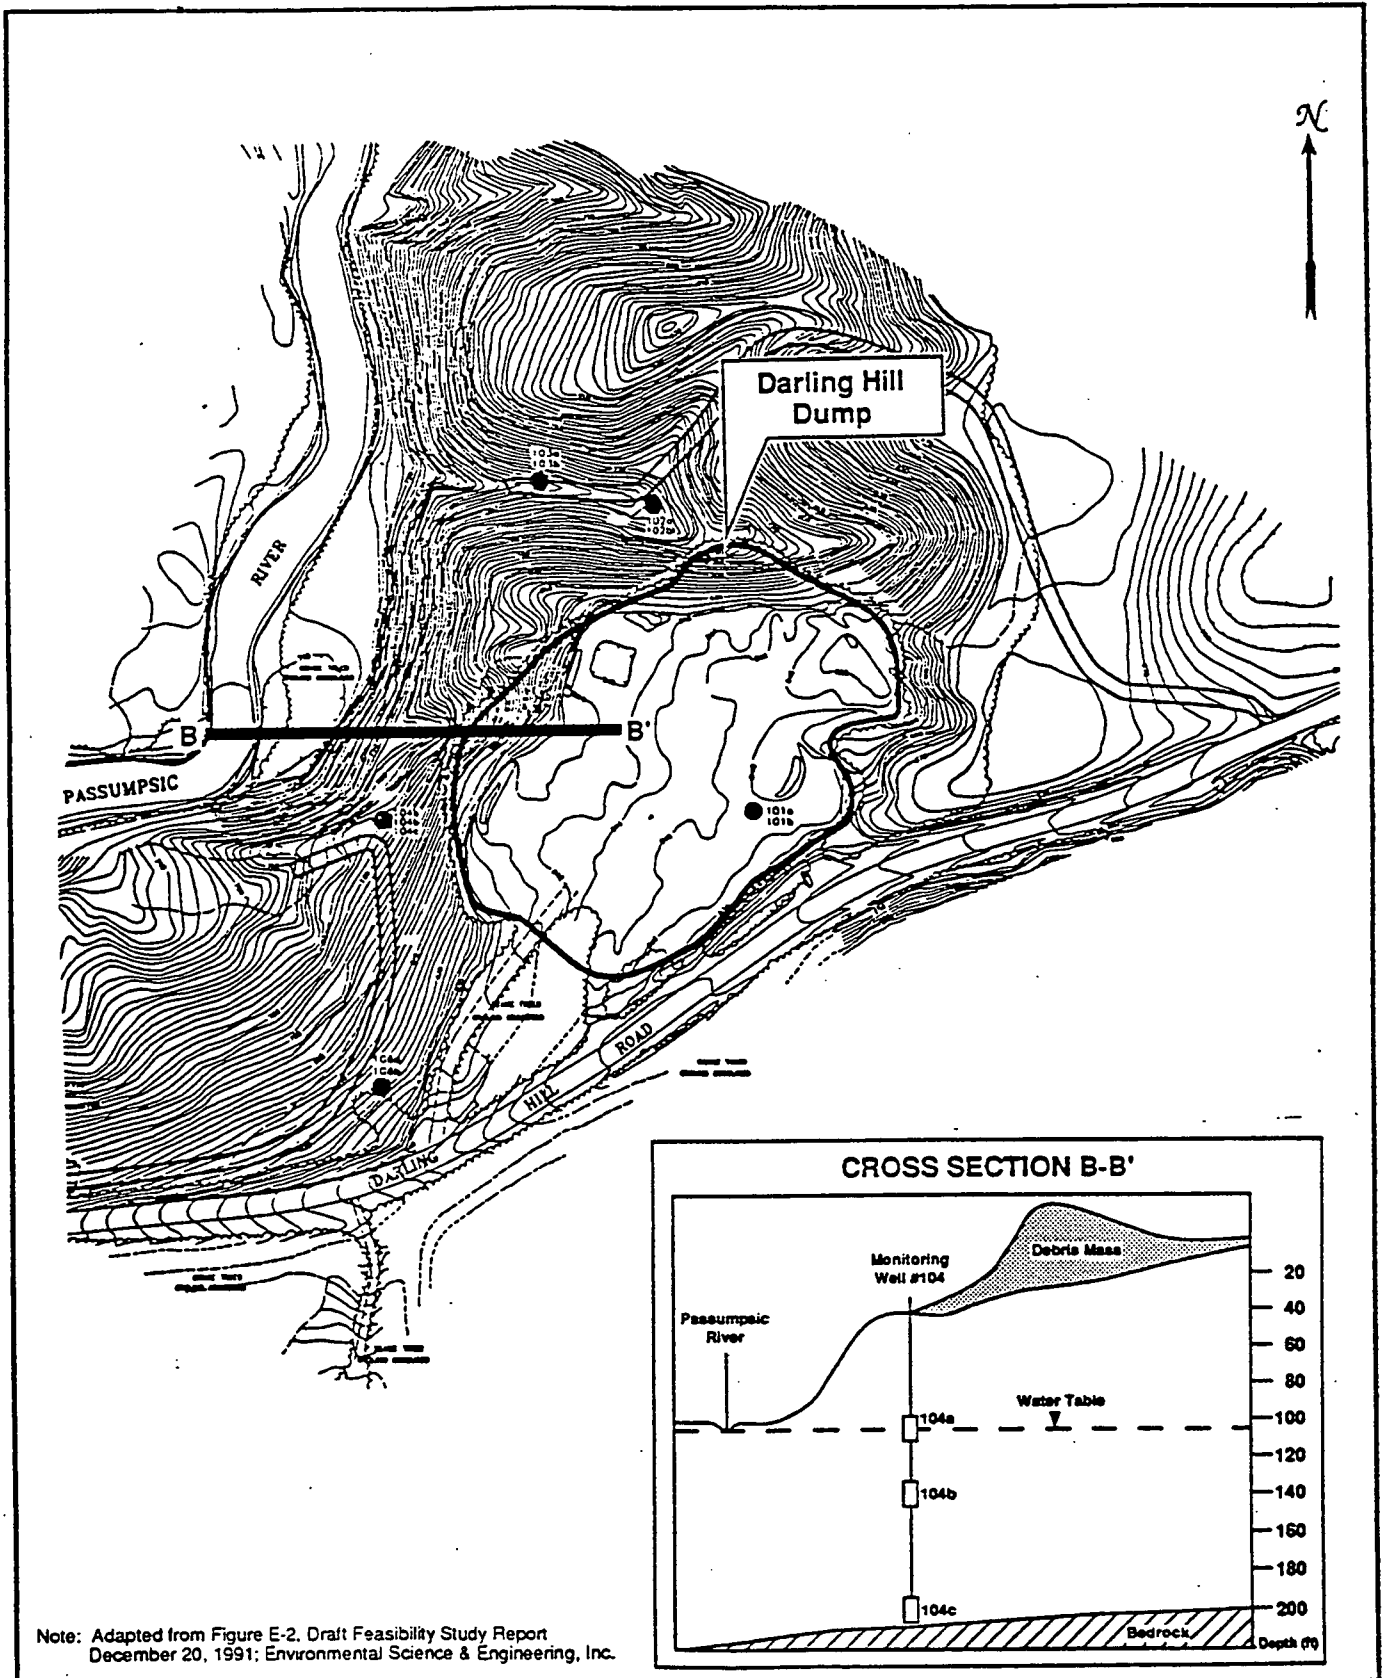 N
Darling Hill
Dump
RIVER
B
B'
PASSUMPSIC
101a
101b
ROAD
HILL
DARLING
CROSS SECTION B-B'
Debris Mass
Monitoring
Well #104
Passumpsic
River
20
40
60
80
Water Table
100
104a
120
140
104b
160
180
200
104c
Bedrock
Depth (ft)
Note: Adapted from Figure E-2, Draft Feasibility Study Report
December 20, 1991; Environmental Science & Engineering, Inc.